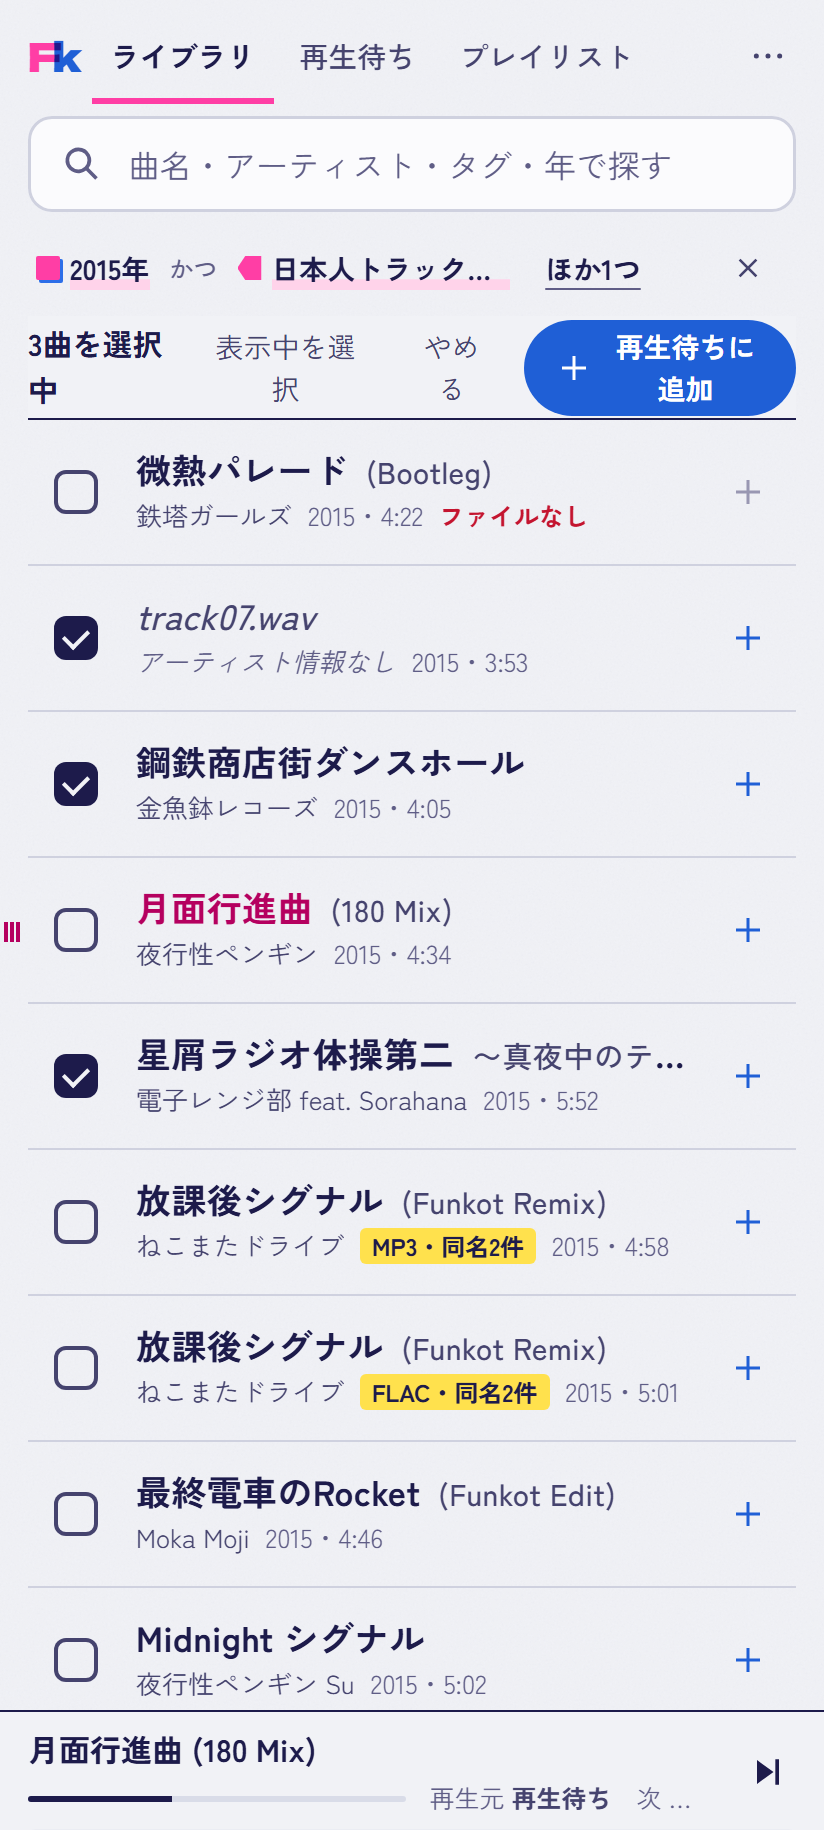 Fk ライブラリ 再生待ち プレイリスト …
曲名・アーティスト・タグ・年で探す
2015年 かつ 日本人トラック… ほか1つ ×
3曲を選択中
表示中を選択
やめる
＋ 再生待ちに追加
微熱パレード (Bootleg)
鉄塔ガールズ 2015・4:22 ファイルなし
track07.wav
アーティスト情報なし 2015・3:53
鋼鉄商店街ダンスホール
金魚鉢レコーズ 2015・4:05
月面行進曲 (180 Mix)
夜行性ペンギン 2015・4:34
星屑ラジオ体操第二 〜真夜中のテ…
電子レンジ部 feat. Sorahana 2015・5:52
放課後シグナル (Funkot Remix)
ねこまたドライブ MP3・同名2件 2015・4:58
放課後シグナル (Funkot Remix)
ねこまたドライブ FLAC・同名2件 2015・5:01
最終電車のRocket (Funkot Edit)
Moka Moji 2015・4:46
Midnight シグナル
夜行性ペンギン Su 2015・5:02
月面行進曲 (180 Mix)
再生元 再生待ち 次 …